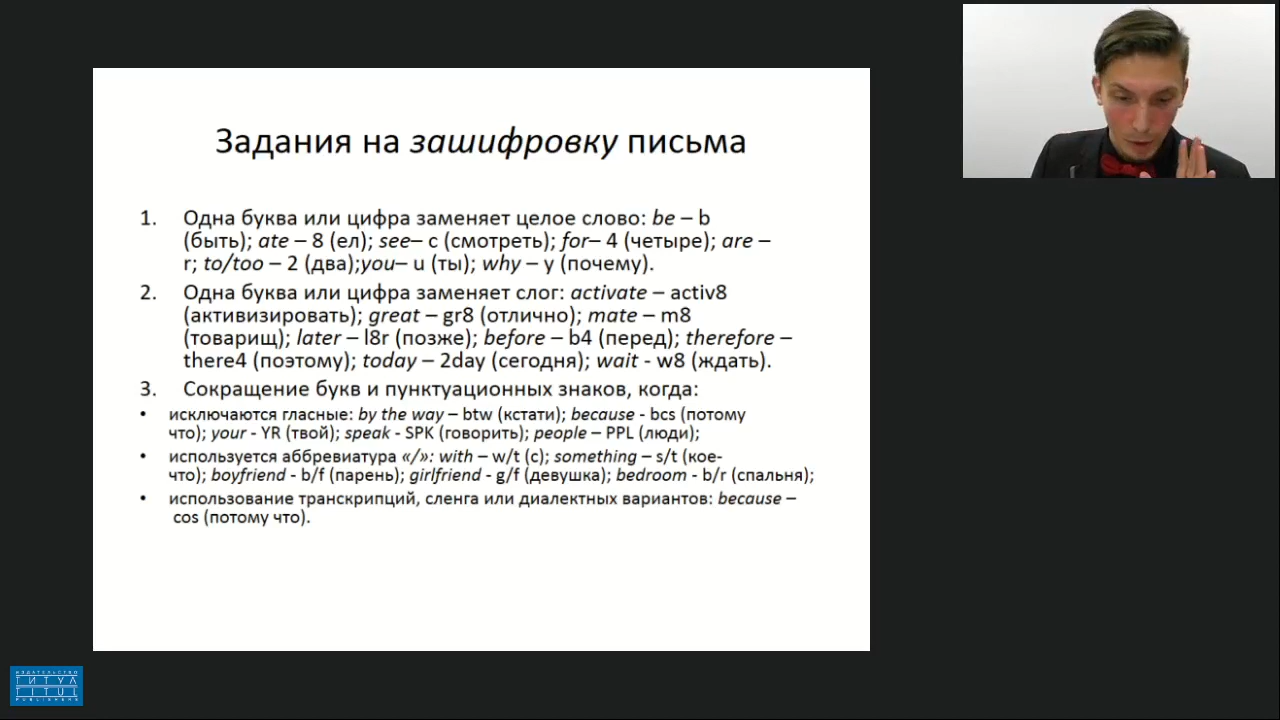 Задания на зашифровку письма
1. Одна буква или цифра заменяет целое слово: be – b
(быть); ate – 8 (ел); see– c (смотреть); for– 4 (четыре); are –
r; to/too – 2 (два);you– u (ты); why – y (почему).
2. Одна буква или цифра заменяет слог: activate – activ8
(активизировать); great – gr8 (отлично); mate – m8
(товарищ); later – l8r (позже); before – b4 (перед); therefore –
there4 (поэтому); today – 2day (сегодня); wait - w8 (ждать).
3. Сокращение букв и пунктуационных знаков, когда:
• исключаются гласные: by the way – btw (кстати); because - bcs (потому
что); your - YR (твой); speak - SPK (говорить); people – PPL (люди);
• используется аббревиатура «/»: with – w/t (с); something – s/t (кое-
что); boyfriend - b/f (парень); girlfriend - g/f (девушка); bedroom - b/r (спальня);
• использование транскрипций, сленга или диалектных вариантов: because –
cos (потому что).
ИЗДАТЕЛЬСТВО
ТИТУЛ
TITUL
PUBLISHERS